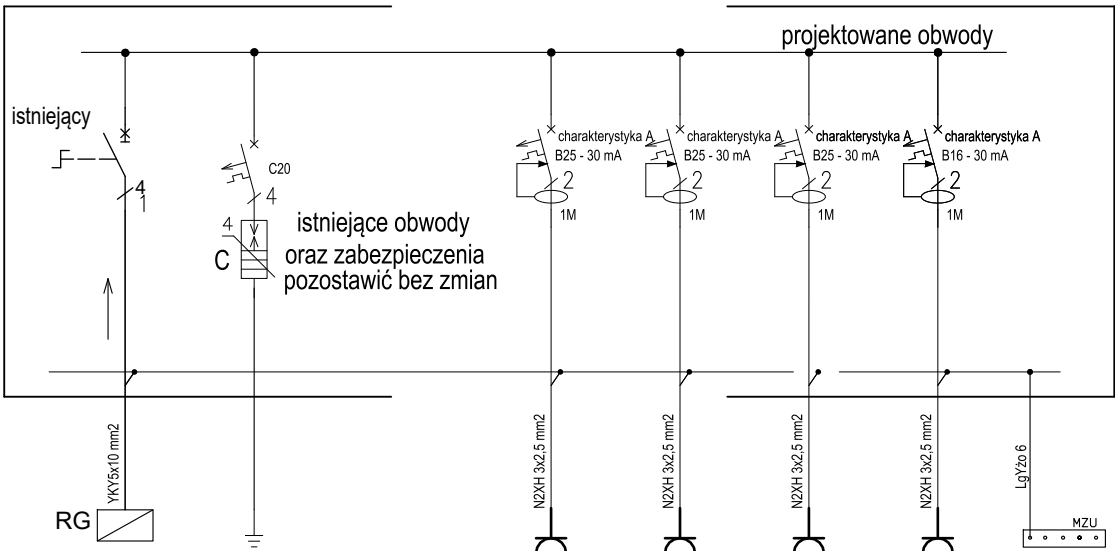 projektowane obwody
istniejący
4
1
C20
4
4
C
istniejące obwody
oraz zabezpieczenia
pozostawić bez zmian
charakterystyka A
B25 - 30 mA
2
1M
charakterystyka A
B25 - 30 mA
2
1M
charakterystyka A
B25 - 30 mA
2
1M
charakterystyka A
B16 - 30 mA
2
1M
YKY5x10 mm2
RG
N2XH 3x2,5 mm2
N2XH 3x2,5 mm2
N2XH 3x2,5 mm2
N2XH 3x2,5 mm2
LgYżo 6
MZU